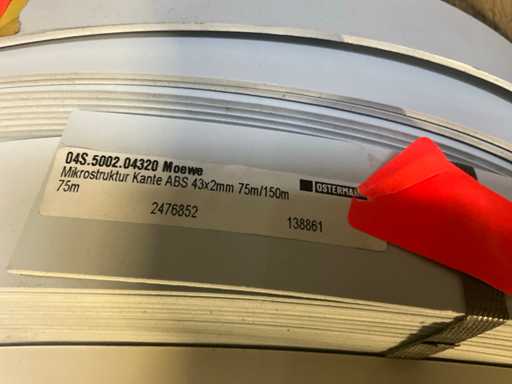 04S.5002.04320 Moewe
Mikrostruktur Kante ABS 43x2mm 75m/150m
75m
OSTERMA
2476852
138861